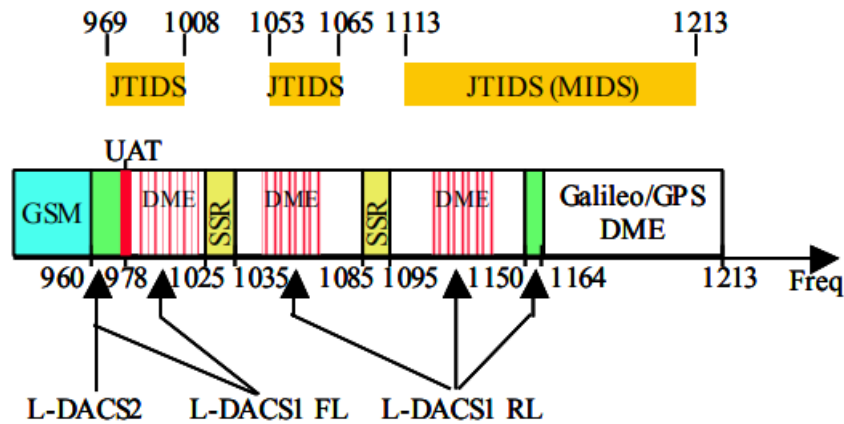 969 1008 1053 1065 1113 1213
JTIDS JTIDS JTIDS (MIDS)
UAT
GSM DME SSR DME SSR DME Galileo/GPS
DME
960 978 1025 1035 1085 1095 1150 1164 1213
Freq
L-DACS2 L-DACS1 FL L-DACS1 RL